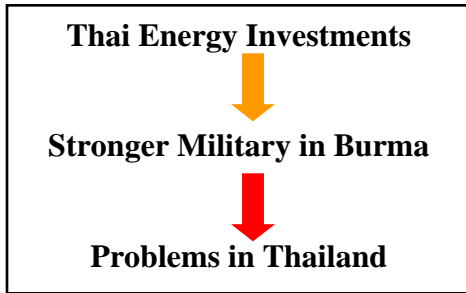 Thai Energy Investments
Stronger Military in Burma
Problems in Thailand